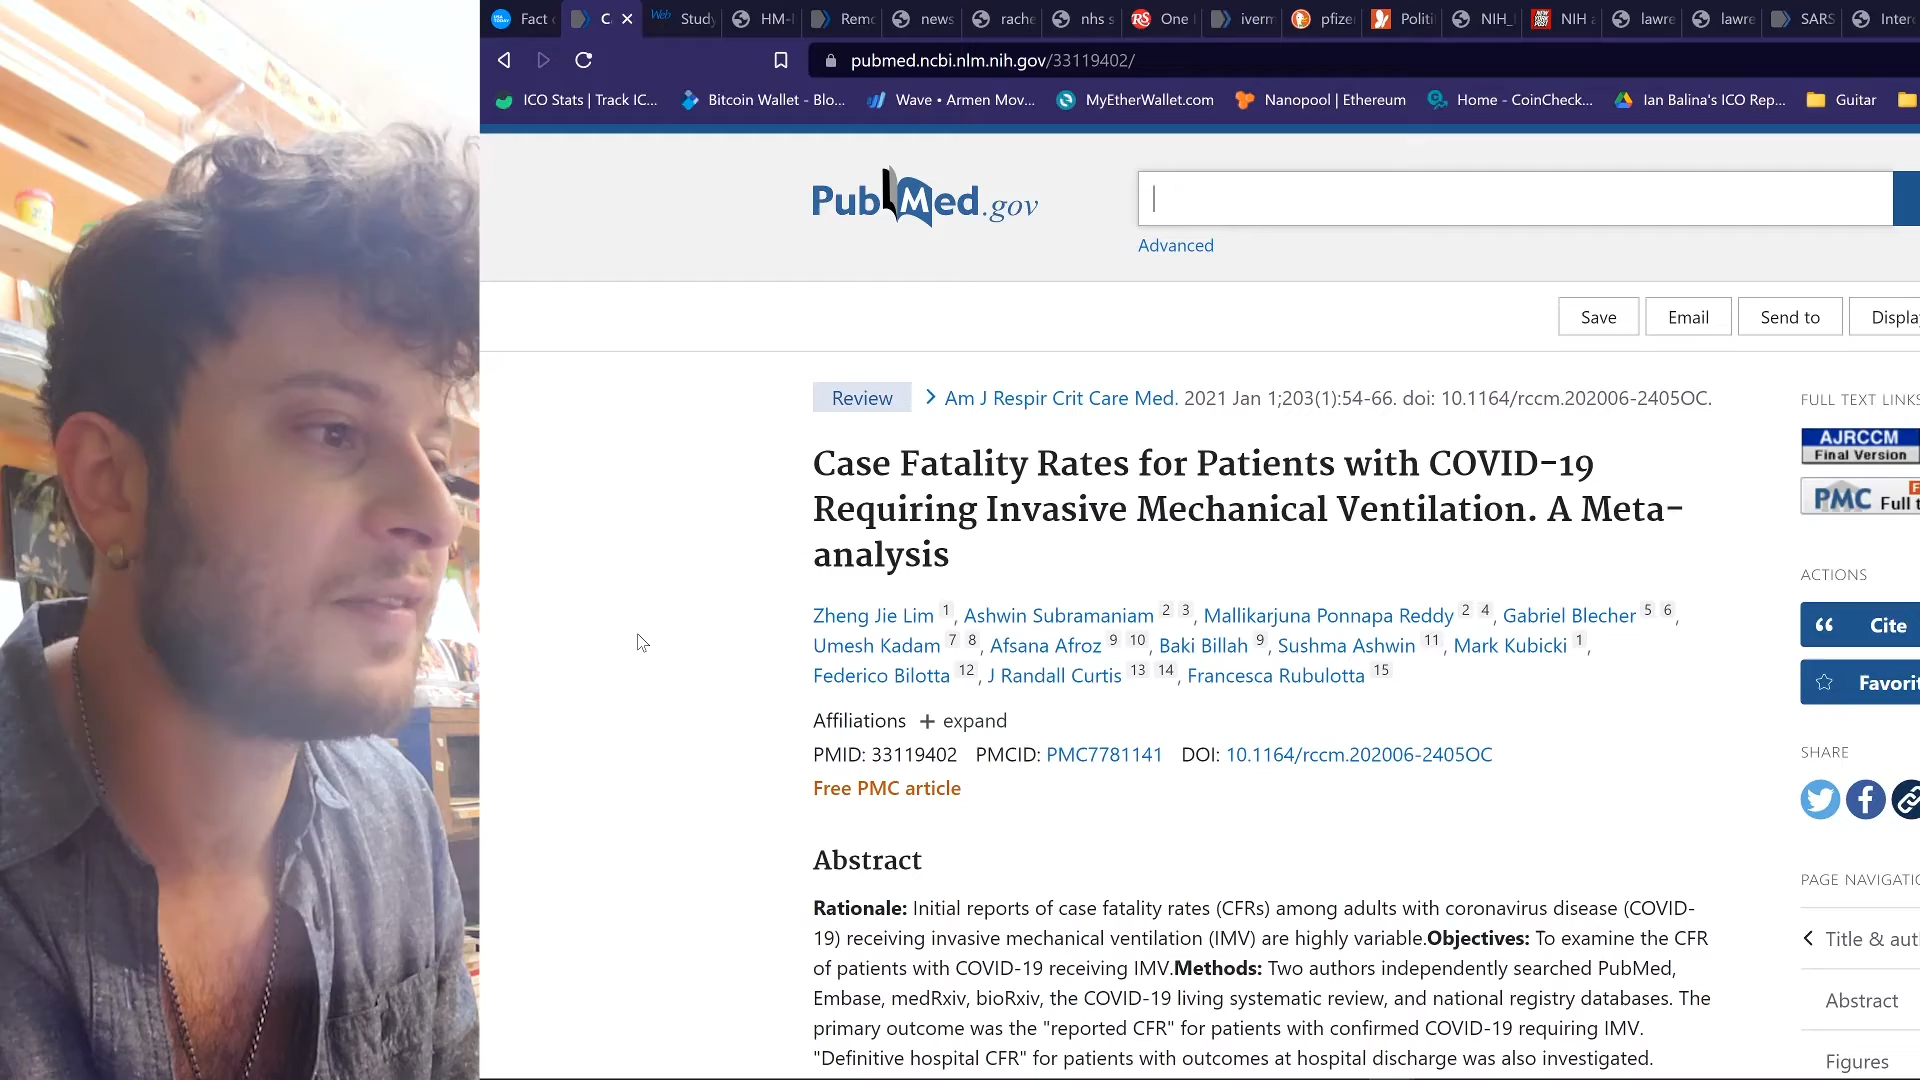 Fact
C
Study
HM-
Remd
news
rache
nhs s
One
iverm
pfize
Politi
NIH_
NIH a
lawre
lawre
SARS
Interc
pubmed.ncbi.nlm.nih.gov/33119402/
ICO Stats | Track IC...
Bitcoin Wallet - Blo...
Wave • Armen Mov...
MyEtherWallet.com
Nanopool | Ethereum
Home - CoinCheck...
Ian Balina's ICO Rep...
Guitar
PubMed.gov
Advanced
Save
Email
Send to
Displa
Review
Am J Respir Crit Care Med. 2021 Jan 1;203(1):54-66. doi: 10.1164/rccm.202006-2405OC.
Case Fatality Rates for Patients with COVID-19
Requiring Invasive Mechanical Ventilation. A Meta-
analysis
Zheng Jie Lim 1, Ashwin Subramaniam 2 3, Mallikarjuna Ponnapa Reddy 2 4, Gabriel Blecher 5 6,
Umesh Kadam 7 8, Afsana Afroz 9 10, Baki Billah 9, Sushma Ashwin 11, Mark Kubicki 1,
Federico Bilotta 12, J Randall Curtis 13 14, Francesca Rubulotta 15
Affiliations + expand
PMID: 33119402 PMCID: PMC7781141 DOI: 10.1164/rccm.202006-2405OC
Free PMC article
Abstract
Rationale: Initial reports of case fatality rates (CFRs) among adults with coronavirus disease (COVID-
19) receiving invasive mechanical ventilation (IMV) are highly variable.Objectives: To examine the CFR
of patients with COVID-19 receiving IMV.Methods: Two authors independently searched PubMed,
Embase, medRxiv, bioRxiv, the COVID-19 living systematic review, and national registry databases. The
primary outcome was the "reported CFR" for patients with confirmed COVID-19 requiring IMV.
"Definitive hospital CFR" for patients with outcomes at hospital discharge was also investigated.
FULL TEXT LINKS
AJRCCM
Final Version
PMC Full t
ACTIONS
Cite
Favorit
SHARE
PAGE NAVIGATIO
Title & aut
Abstract
Figures